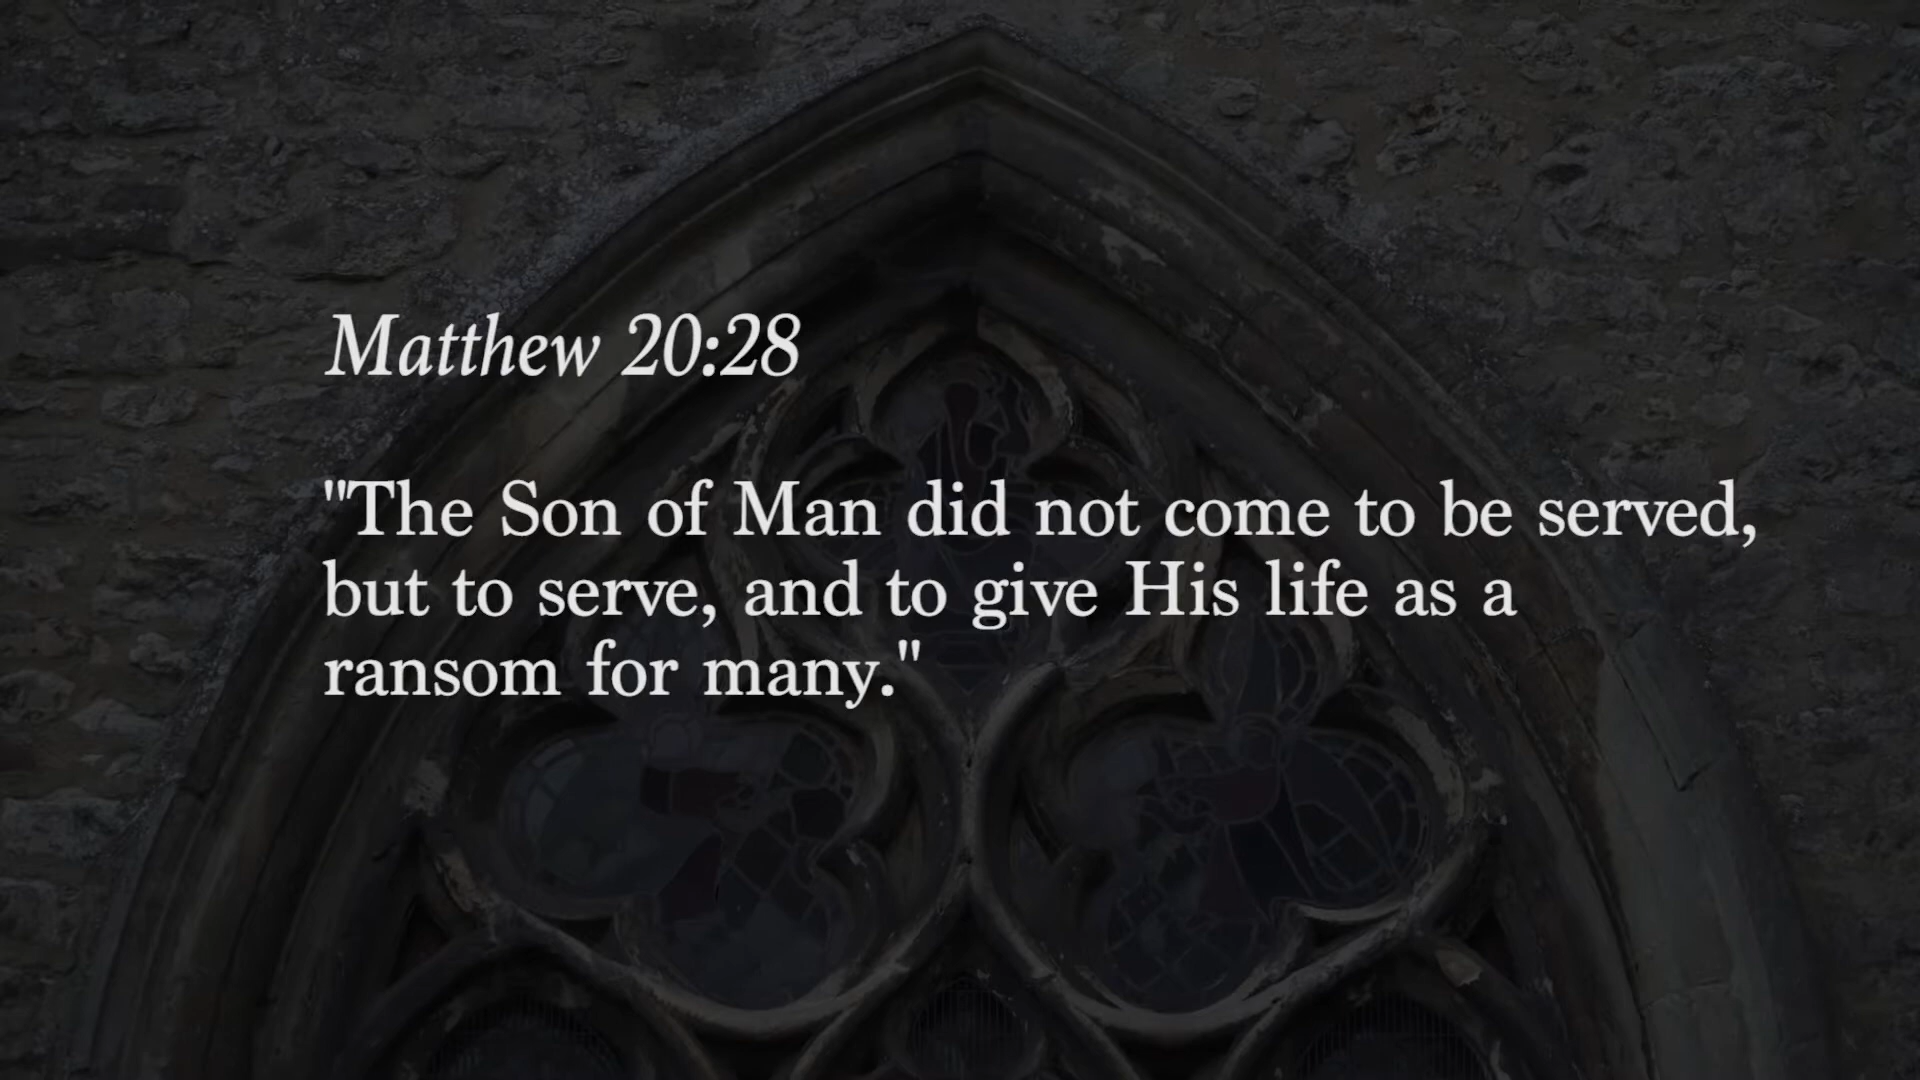 Matthew 20:28
"The Son of Man did not come to be served,
but to serve, and to give His life as a
ransom for many."